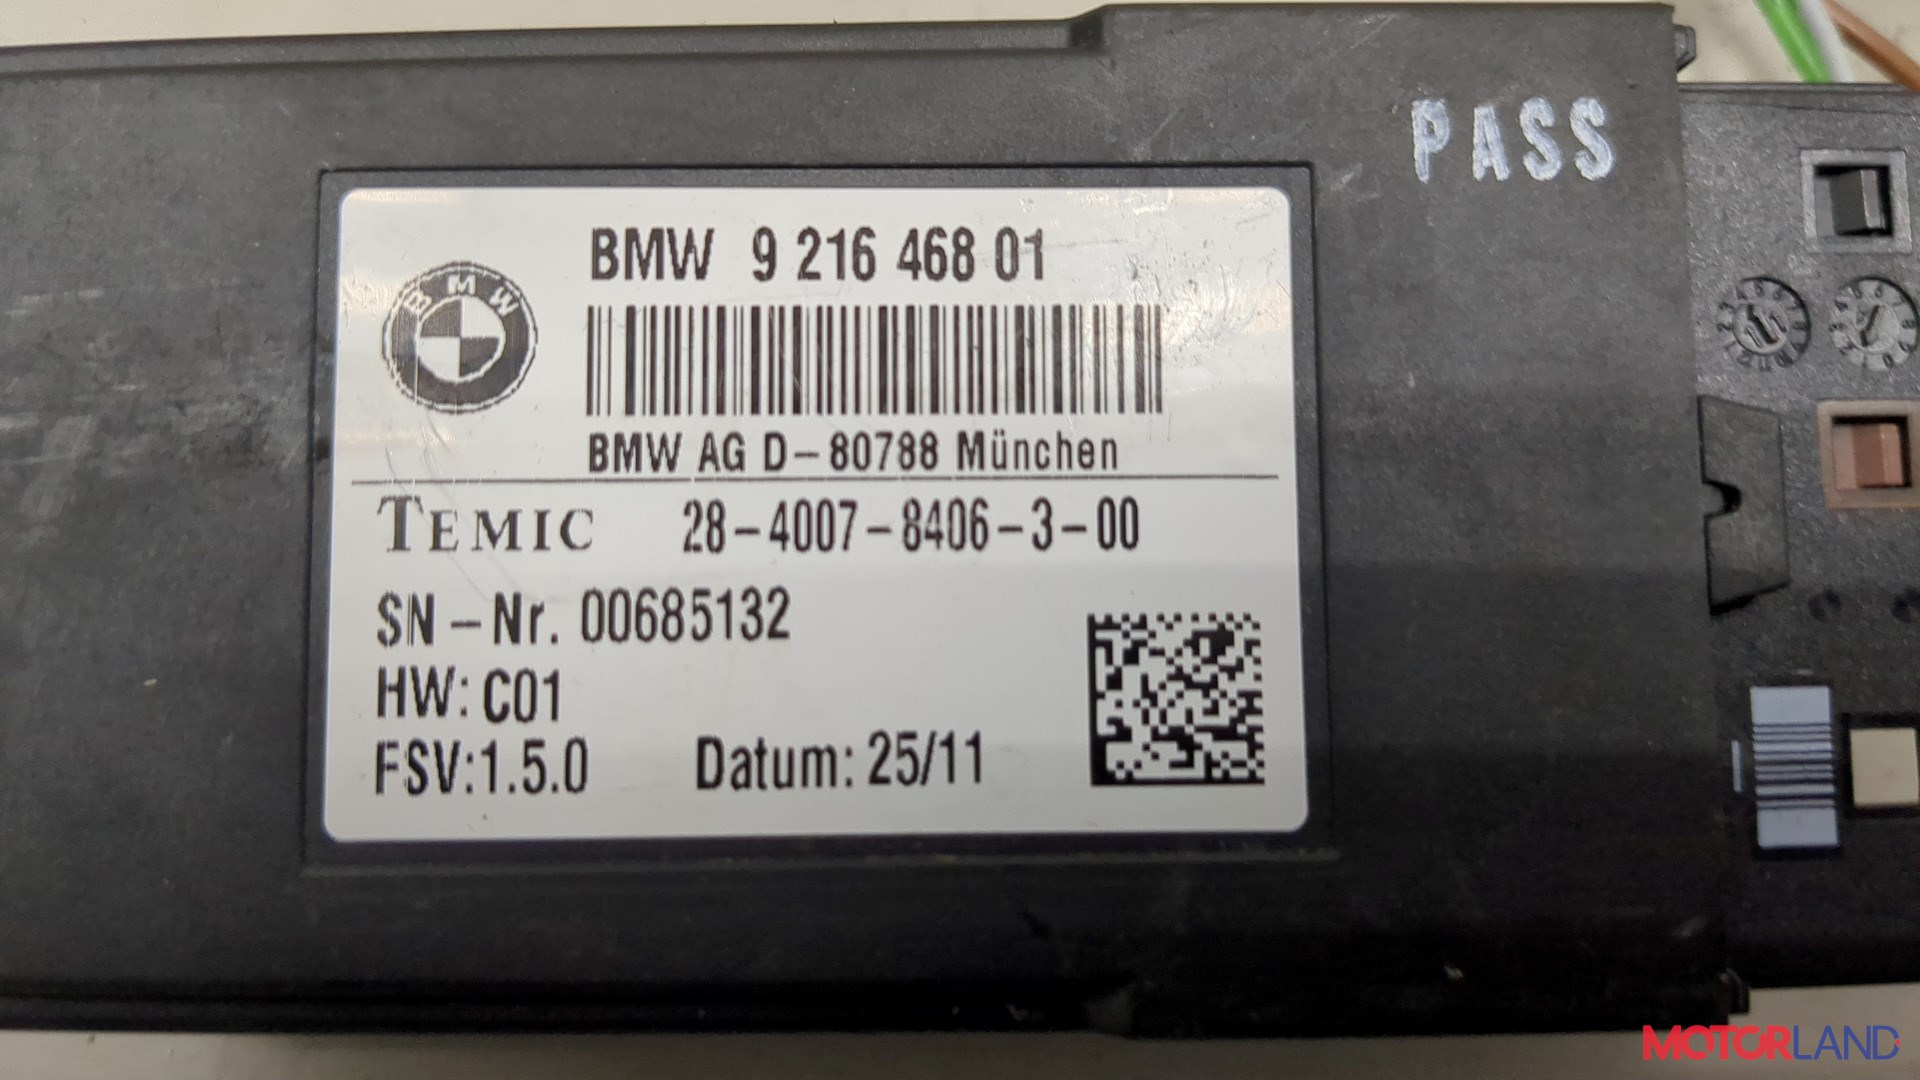 PASS
BMW 9 216 468 01
BMW
BMW AG D-80788 München
TEMIC 28-4007-8406-3-00
SN-Nr. 00685132
HW: C01
FSV:1.5.0 Datum: 25/11
MOTORLAND